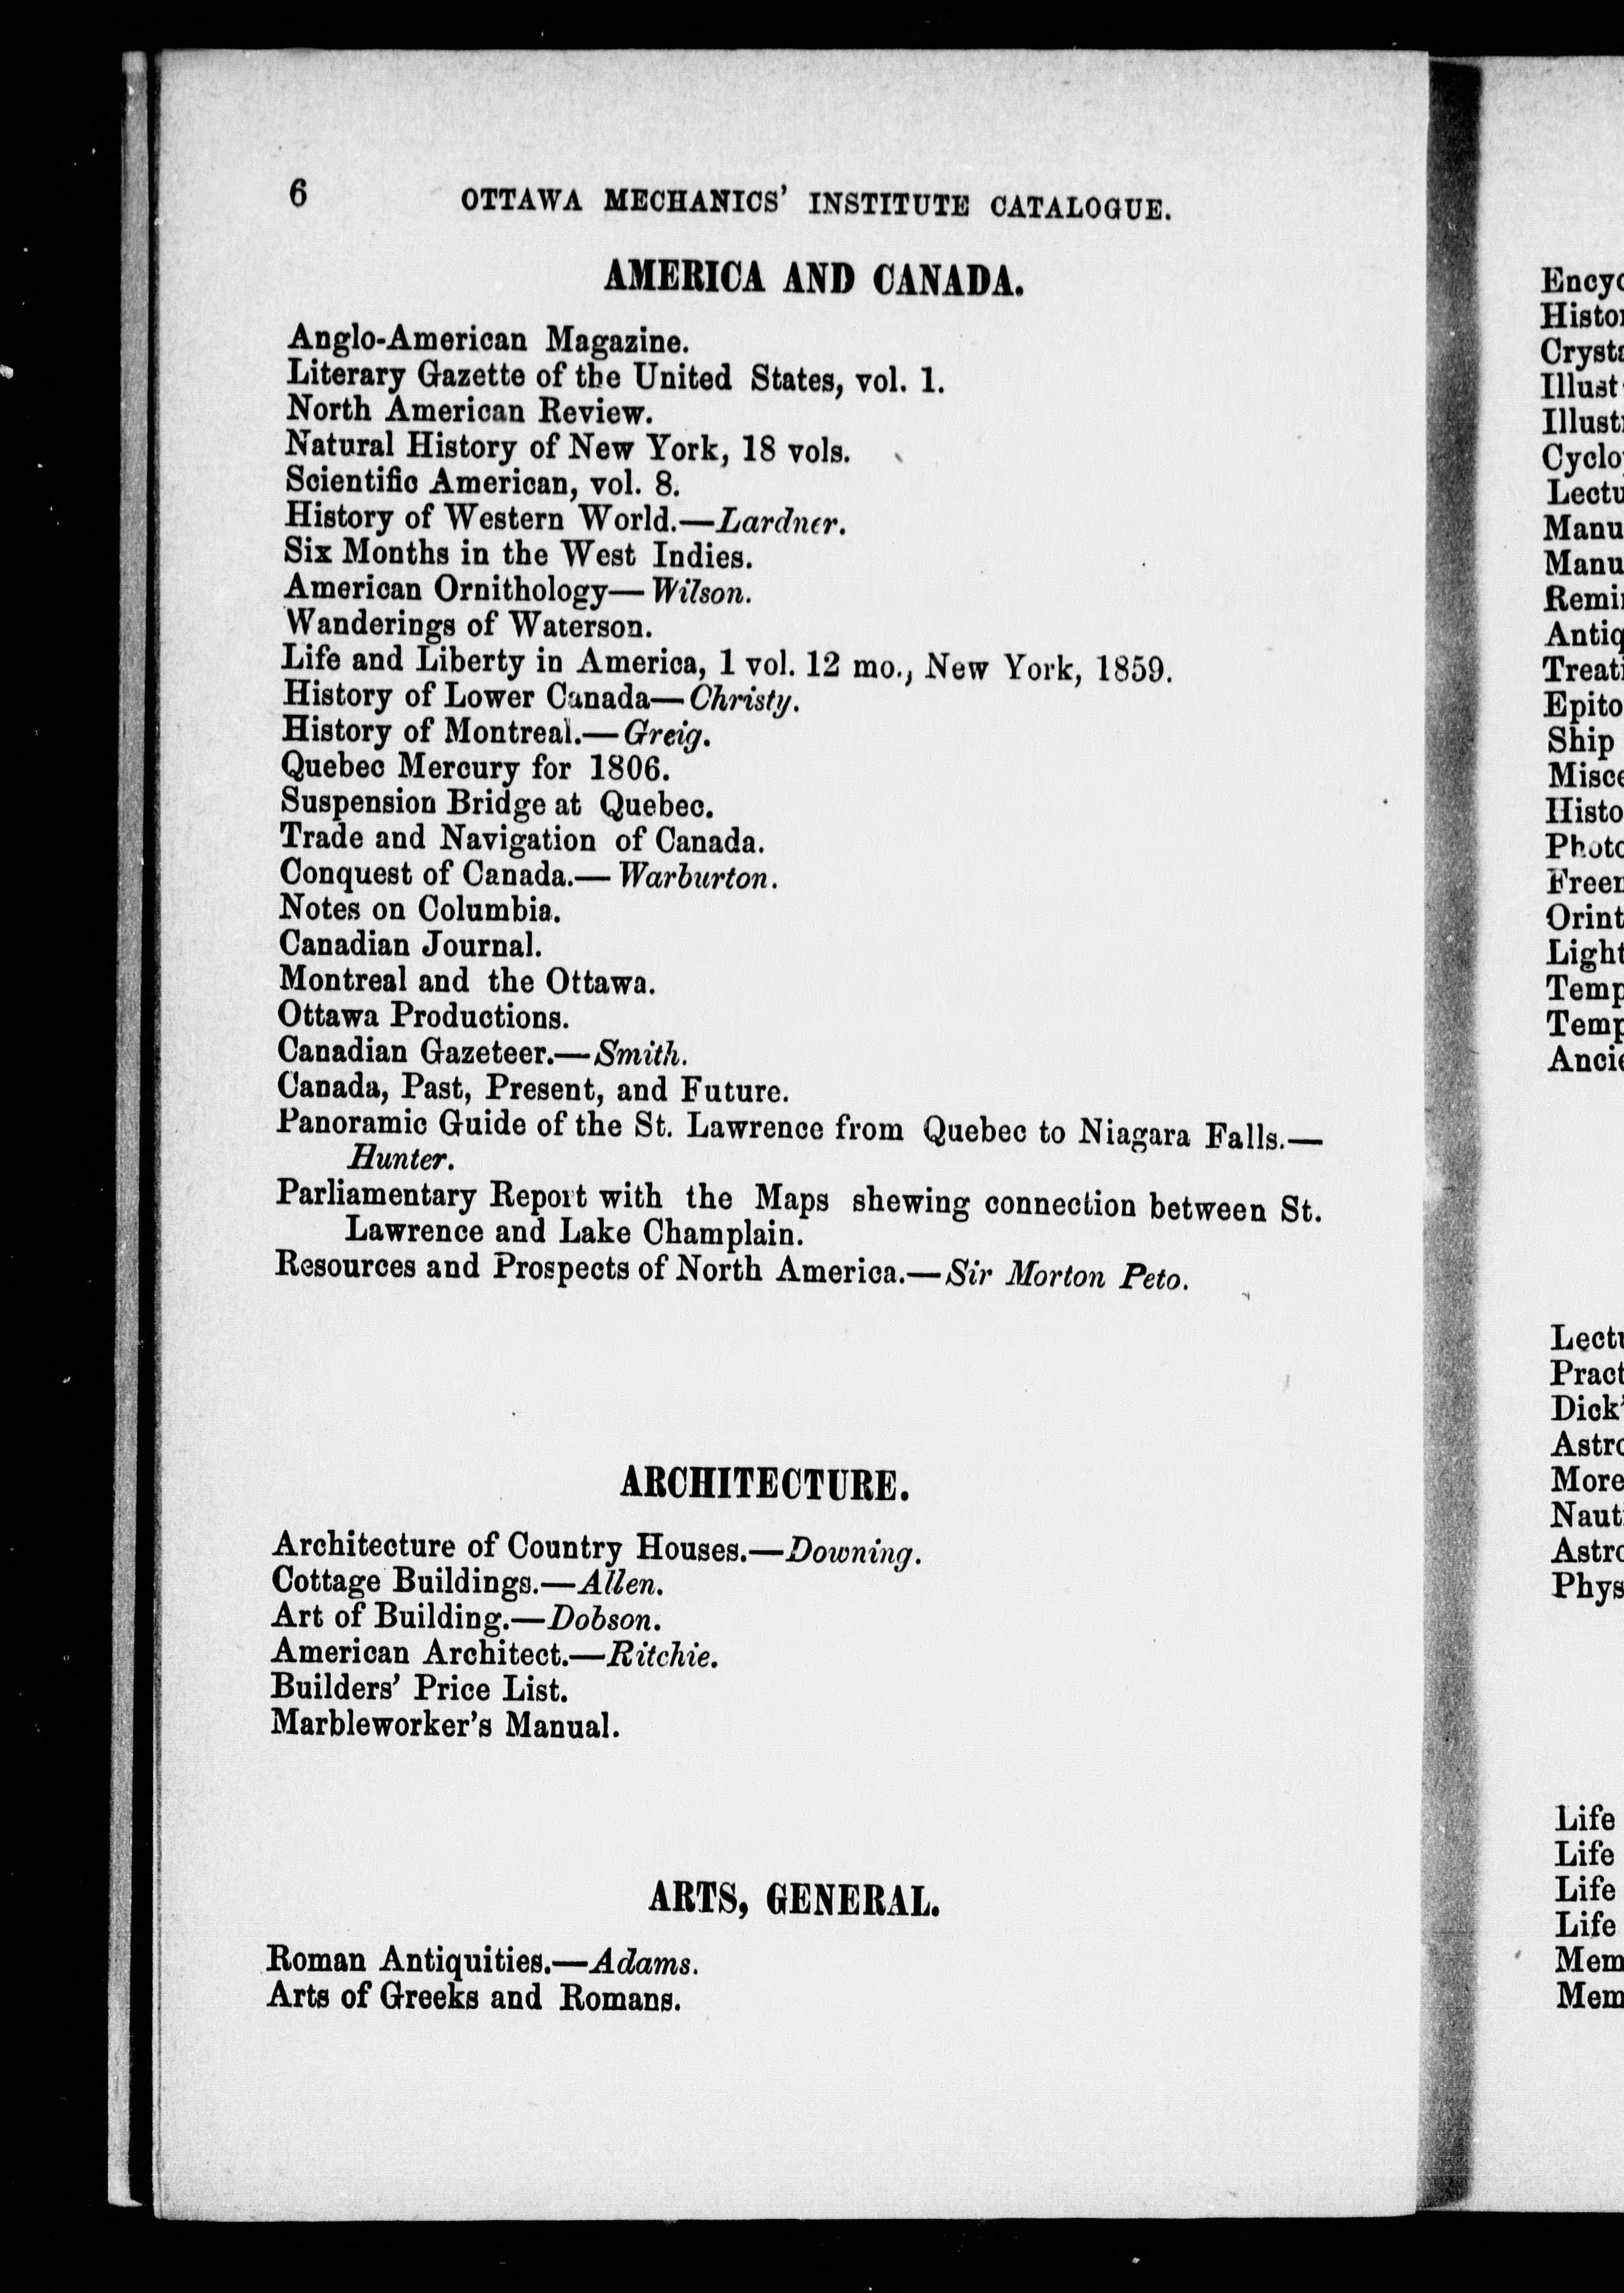 6 OTTAWA MECHANICS' INSTITUTE CATALOGUE.
AMERICA AND CANADA.
Anglo-American Magazine.
Literary Gazette of the United States, vol. 1.
North American Review.
Natural History of New York, 18 vols.
Scientific American, vol. 8.
History of Western World.—Lardner.
Six Months in the West Indies.
American Ornithology—Wilson.
Wanderings of Waterson.
Life and Liberty in America, 1 vol. 12 mo., New York, 1859.
History of Lower Canada—Christy.
History of Montreal.—Greig.
Quebec Mercury for 1806.
Suspension Bridge at Quebec.
Trade and Navigation of Canada.
Conquest of Canada.—Warburton.
Notes on Columbia.
Canadian Journal.
Montreal and the Ottawa.
Ottawa Productions.
Canadian Gazeteer.—Smith.
Canada, Past, Present, and Future.
Panoramic Guide of the St. Lawrence from Quebec to Niagara Falls.—
Hunter.
Parliamentary Report with the Maps shewing connection between St.
Lawrence and Lake Champlain.
Resources and Prospects of North America.—Sir Morton Peto.
ARCHITECTURE.
Architecture of Country Houses.—Downing.
Cottage Buildings.—Allen.
Art of Building.—Dobson.
American Architect.—Ritchie.
Builders' Price List.
Marbleworker's Manual.
ARTS, GENERAL.
Roman Antiquities.—Adams.
Arts of Greeks and Romans.
Ship
Life
Life
Life
Life